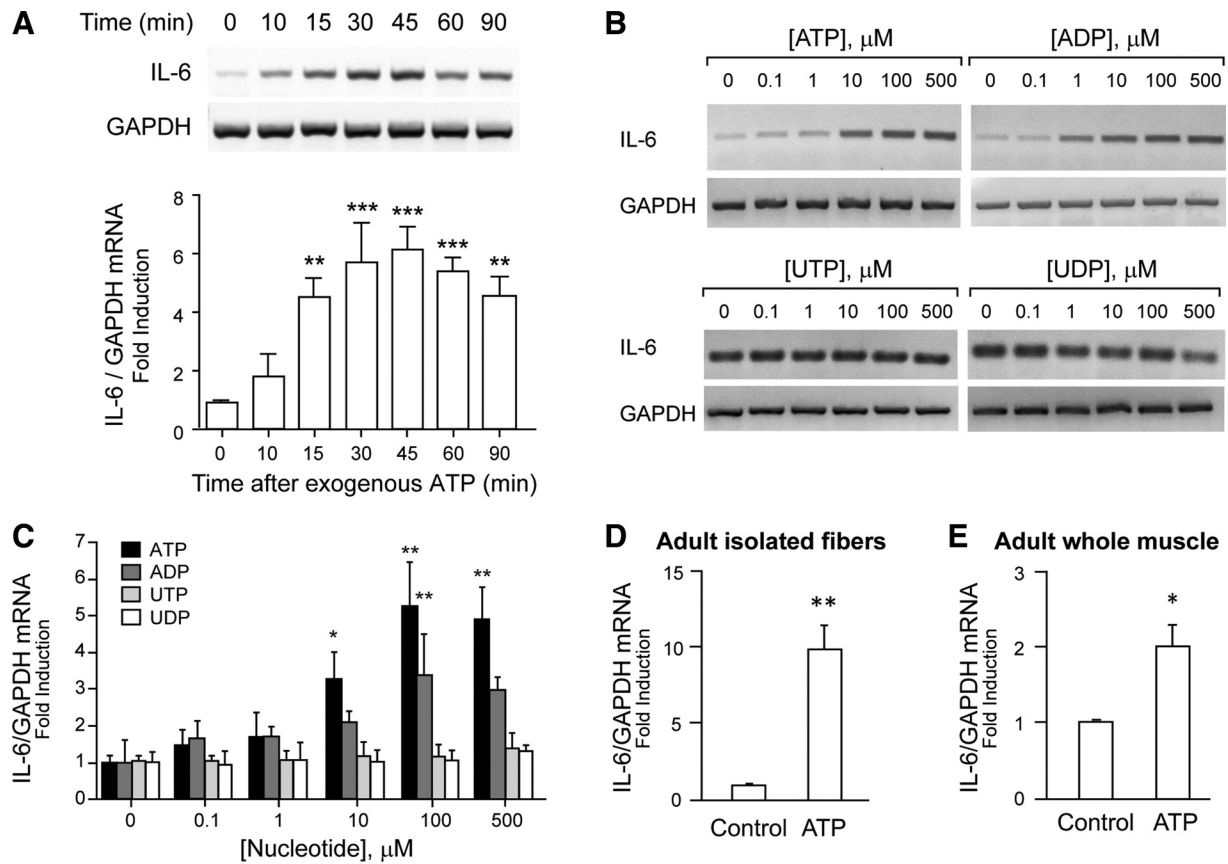 A
Time (min) 0 10 15 30 45 60 90
IL-6
GAPDH
IL-6 / GAPDH mRNA
Fold Induction
8
6
4
2
0
** *** *** *** **
0 10 15 30 45 60 90
Time after exogenous ATP (min)
B
[ATP], μM [ADP], μM
0 0.1 1 10 100 500 0 0.1 1 10 100 500
IL-6
GAPDH
[UTP], μM [UDP], μM
0 0.1 1 10 100 500 0 0.1 1 10 100 500
IL-6
GAPDH
C
IL-6/GAPDH mRNA
Fold Induction
7
6
5
4
3
2
1
0
ATP
ADP
UTP
UDP
* ** ** **
0 0.1 1 10 100 500
[Nucleotide], μM
D Adult isolated fibers
IL-6/GAPDH mRNA
Fold Induction
15
10
5
0
**
Control ATP
E Adult whole muscle
IL-6/GAPDH mRNA
Fold Induction
3
2
1
0
*
Control ATP